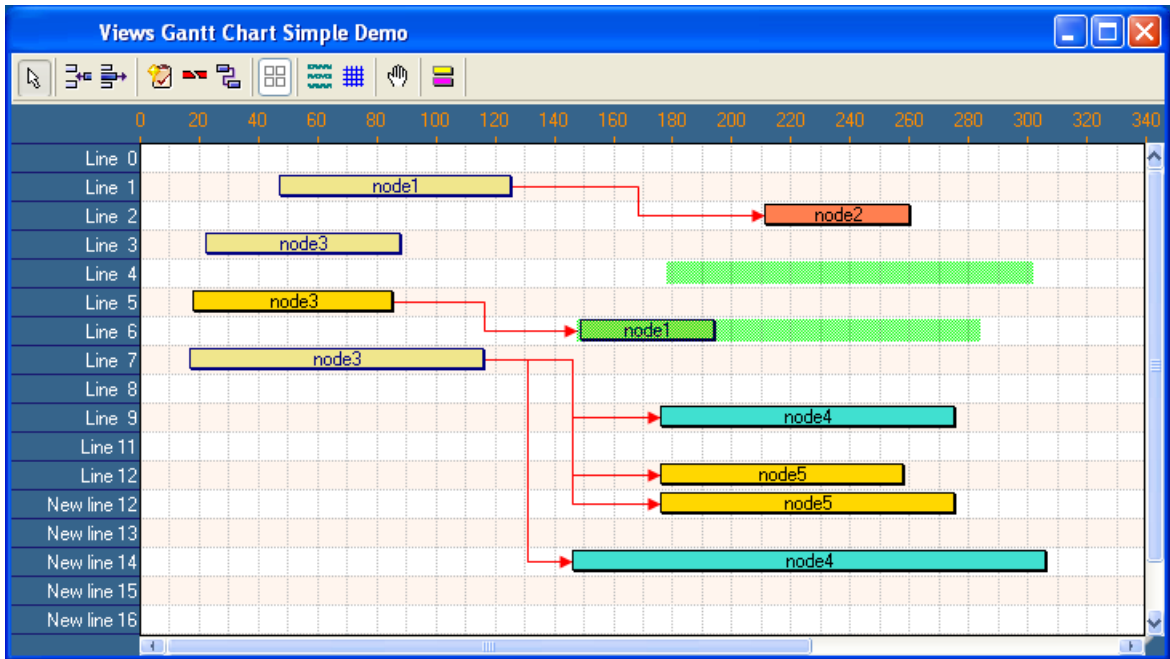 Views Gantt Chart Simple Demo
0 20 40 60 80 100 120 140 160 180 200 220 240 260 280 300 320 340
Line 0
Line 1 node1
Line 2 node2
Line 3 node3
Line 4
Line 5 node3
Line 6 node1
Line 7 node3
Line 8
Line 9 node4
Line 11
Line 12 node5
New line 12 node5
New line 13
New line 14 node4
New line 15
New line 16